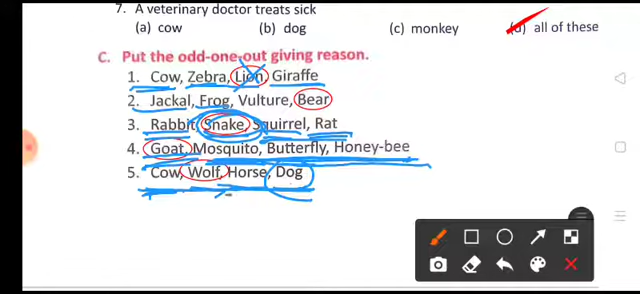 7. A veterinary doctor treats sick
(a) cow (b) dog (c) monkey (d) all of these
C. Put the odd-one-out giving reason.
1. Cow, Zebra, Lion, Giraffe
2. Jackal, Frog, Vulture, Bear
3. Rabbit, Snake, Squirrel, Rat
4. Goat, Mosquito, Butterfly, Honey-bee
5. Cow, Wolf, Horse, Dog